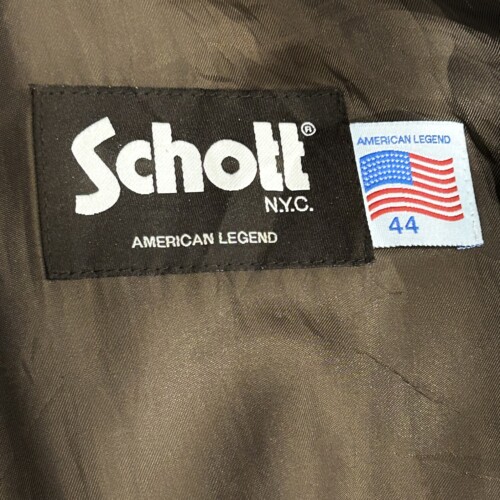 Schott®
N.Y.C.
AMERICAN LEGEND
AMERICAN LEGEND
44